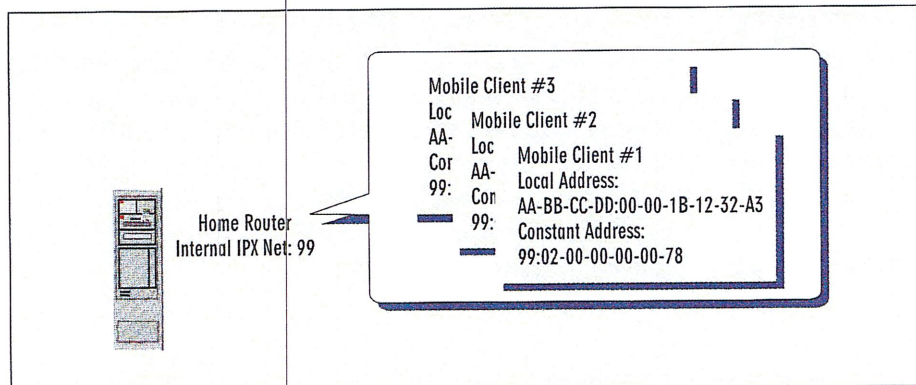 Mobile Client #3
Loc
AA-
Cor
99:
Mobile Client #2
Loc
AA-
Con
99:
Mobile Client #1
Local Address:
AA-BB-CC-DD:00-00-1B-12-32-A3
Constant Address:
99:02-00-00-00-00-78
Home Router
Internal IPX Net: 99